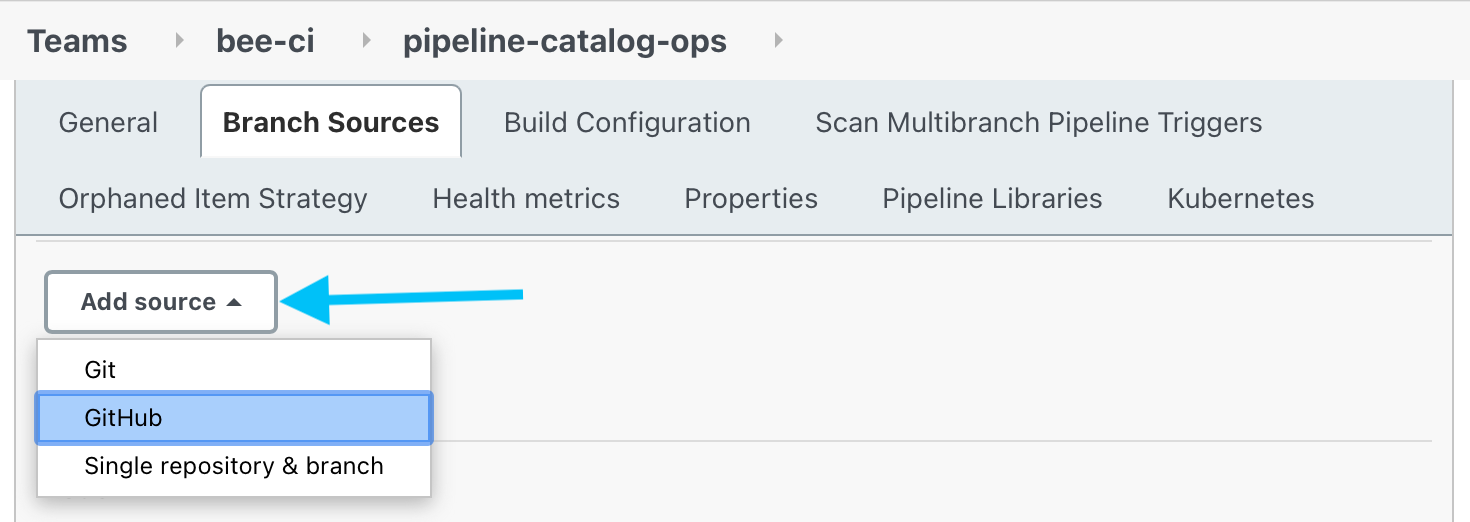 Teams bee-ci pipeline-catalog-ops
General Branch Sources Build Configuration Scan Multibranch Pipeline Triggers
Orphaned Item Strategy Health metrics Properties Pipeline Libraries Kubernetes
Add source
Git
GitHub
Single repository & branch